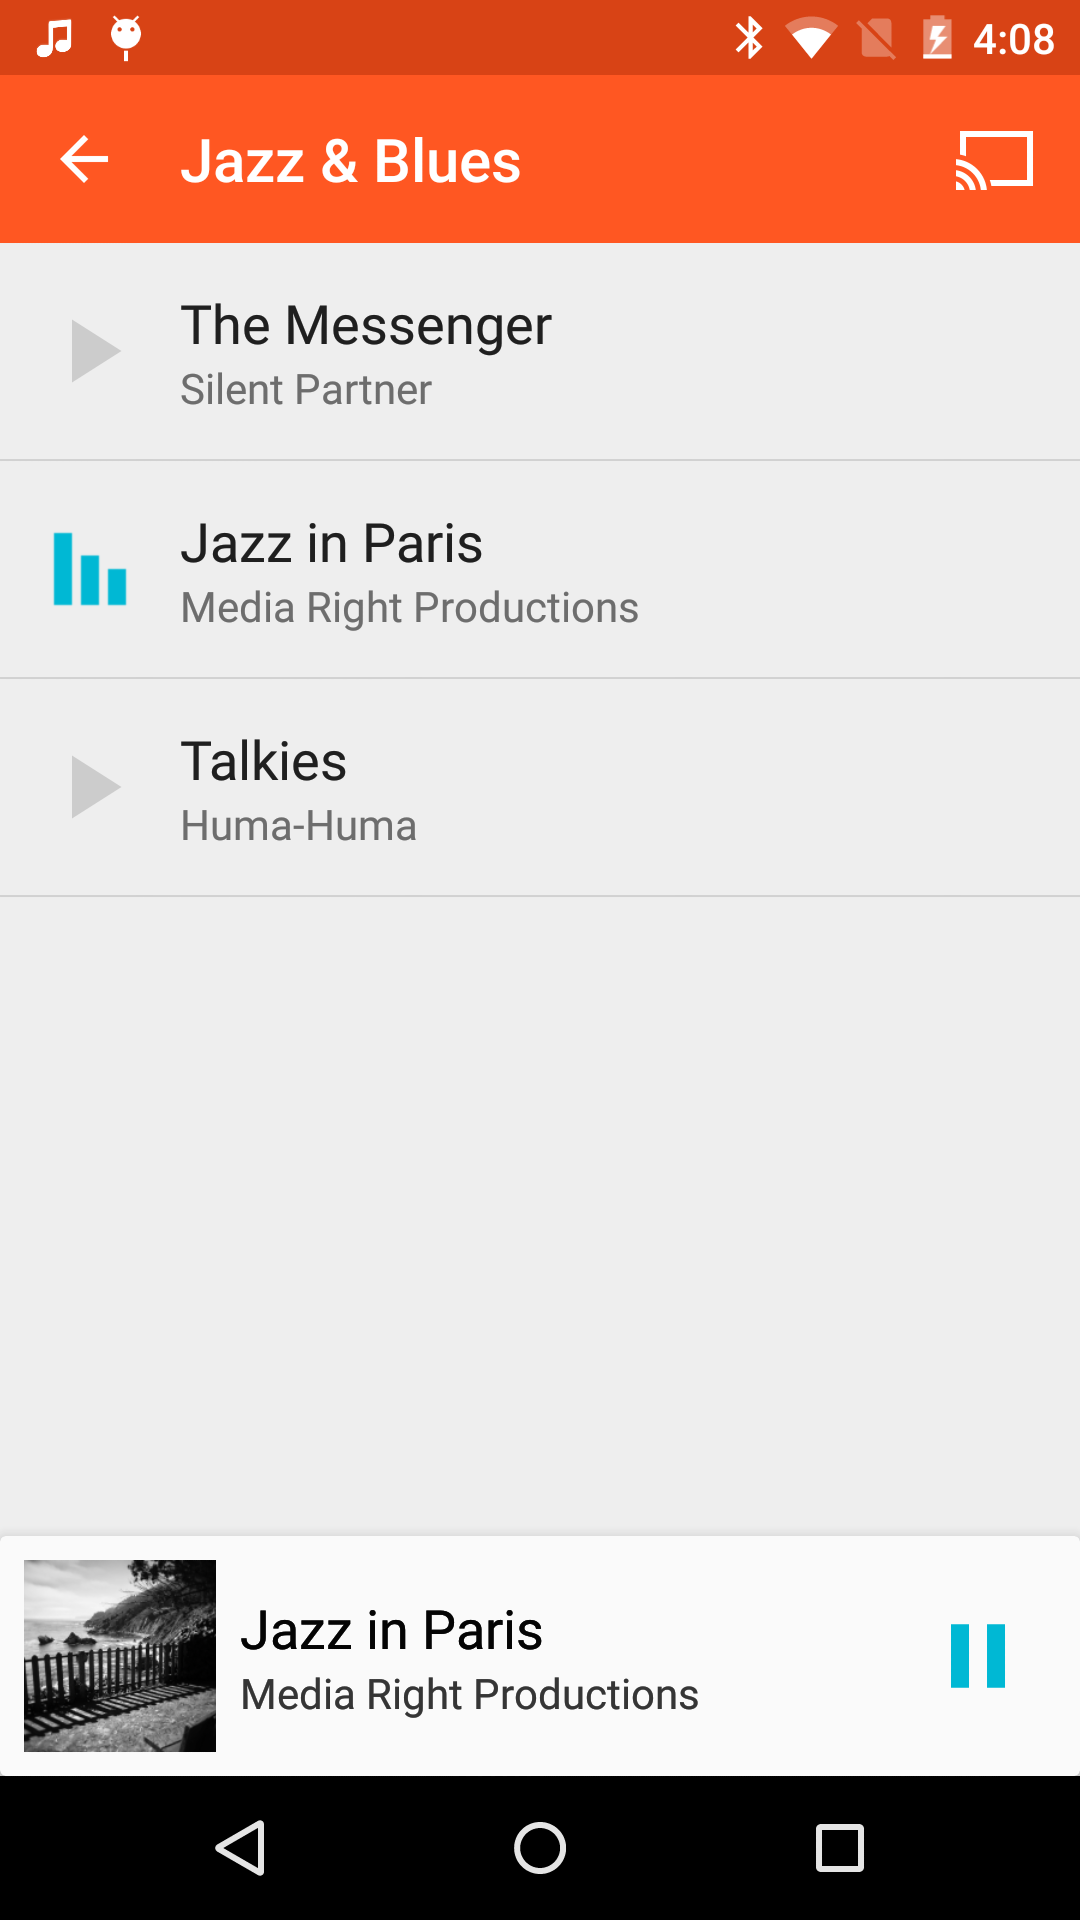 4:08
Jazz & Blues
The Messenger
Silent Partner
Jazz in Paris
Media Right Productions
Talkies
Huma-Huma
Jazz in Paris
Media Right Productions